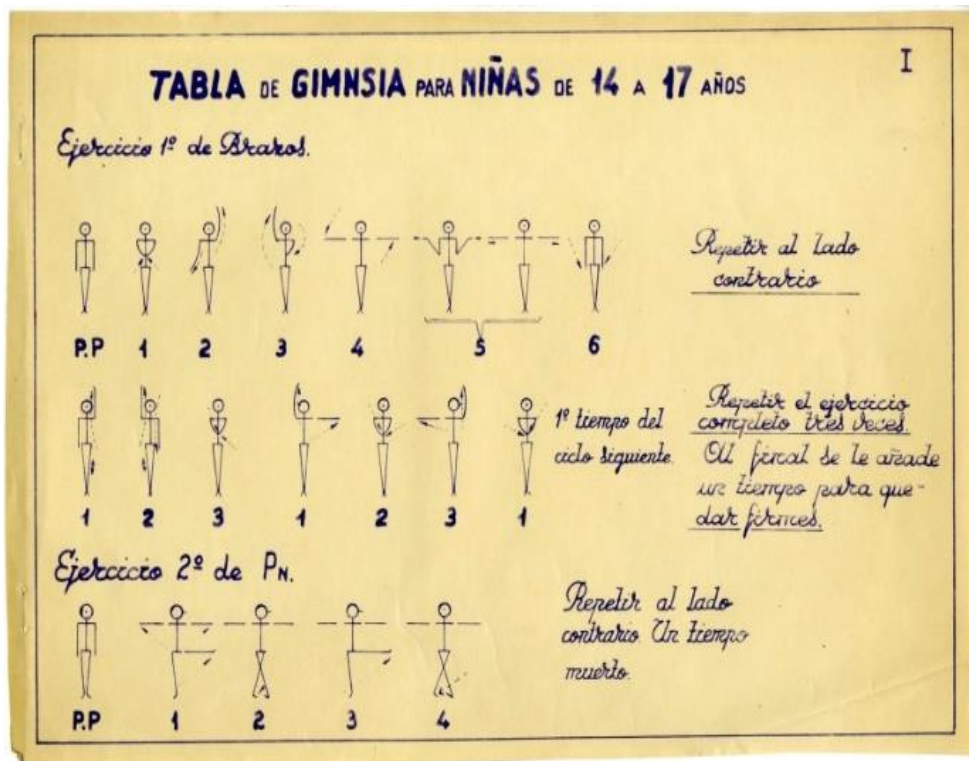 I
TABLA DE GIMNSIA PARA NIÑAS DE 14 A 17 AÑOS
Ejercicio 1º de Brazos.
Repetir al lado
contrario
P.P 1 2 3 4 5 6
1º tiempo del
ciclo siguiente.
Repetir el ejercicio
completo tres veces.
Al final se le añade
un tiempo para que-
dar firmes.
1 2 3 1 2 3 1
Ejercicio 2º de PN.
Repetir al lado
contrario. Un tiempo
muerto.
P.P 1 2 3 4